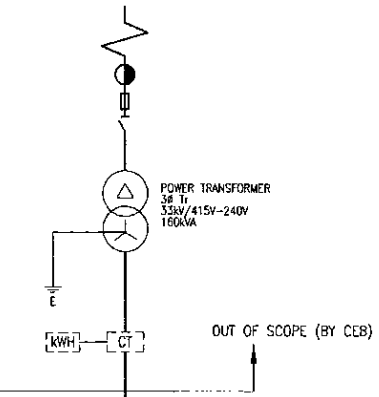 POWER TRANSFORMER
3Ø Tr
33kV/415V-240V
160kVA
E
KWH
CT
OUT OF SCOPE (BY CEB)